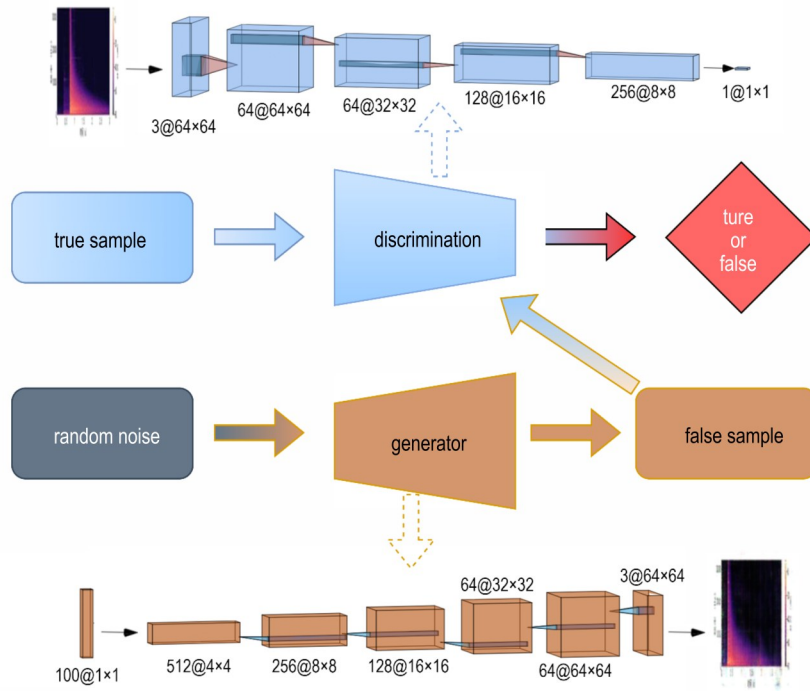 3@64×64
64@64×64
64@32×32
128@16×16
256@8×8
1@1×1
true sample
discrimination
ture
or
false
random noise
generator
false sample
100@1×1
512@4×4
256@8×8
128@16×16
64@32×32
64@64×64
3@64×64